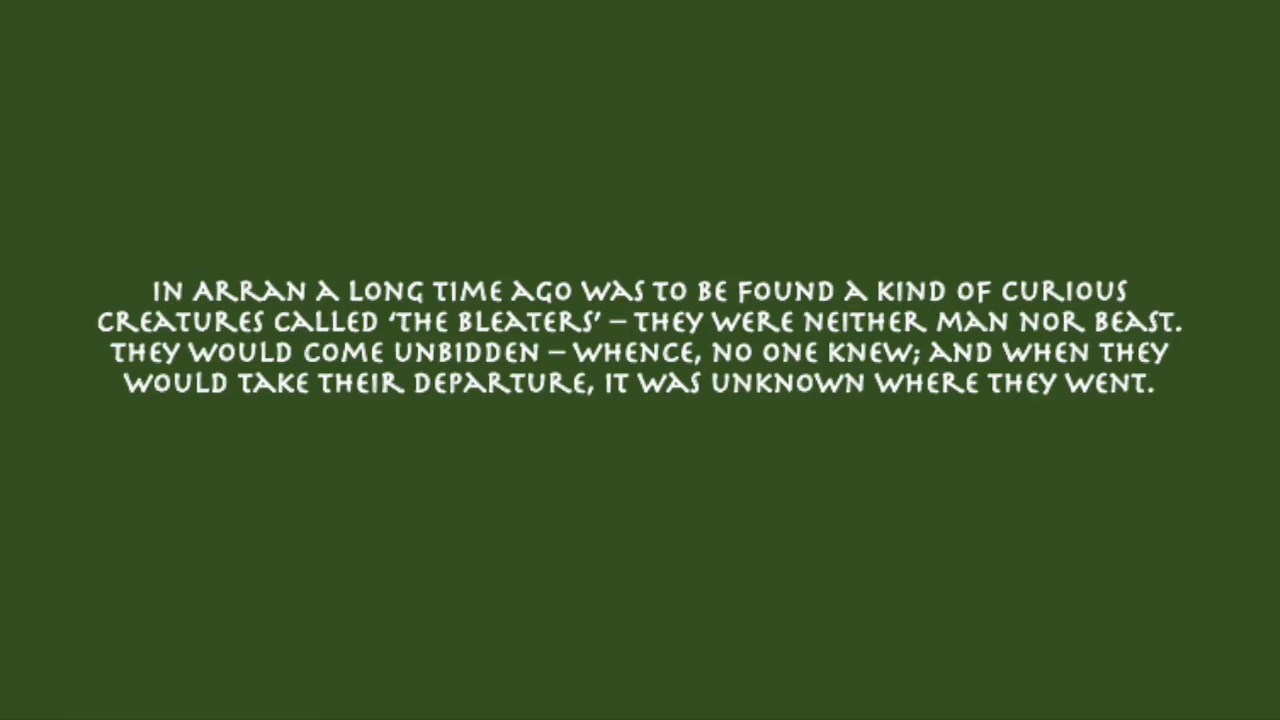 IN ARRAN A LONG TIME AGO WAS TO BE FOUND A KIND OF CURIOUS
CREATURES CALLED ‘THE BLEATERS’ – THEY WERE NEITHER MAN NOR BEAST.
THEY WOULD COME UNBIDDEN – WHENCE, NO ONE KNEW; AND WHEN THEY
WOULD TAKE THEIR DEPARTURE, IT WAS UNKNOWN WHERE THEY WENT.